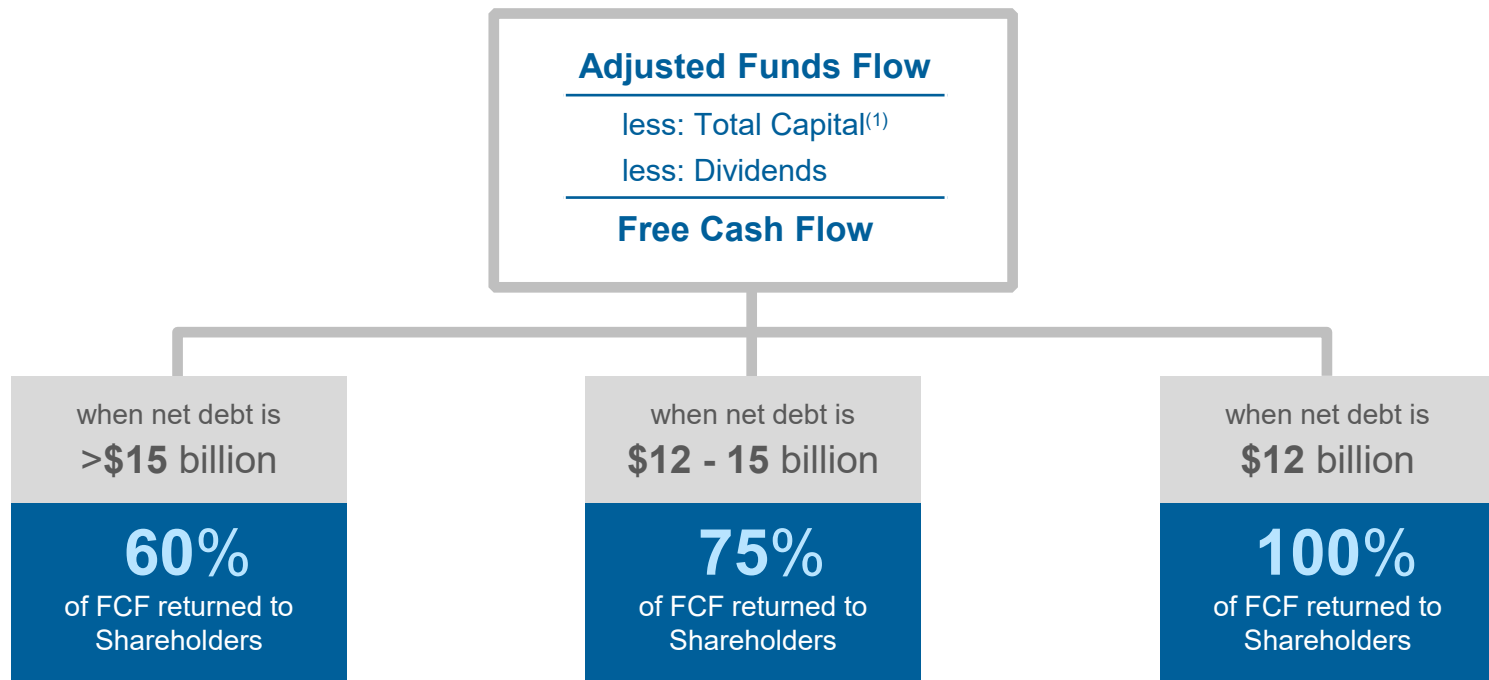 Adjusted Funds Flow
less: Total Capital(1)
less: Dividends
Free Cash Flow
when net debt is
>$15 billion
60%
of FCF returned to
Shareholders
when net debt is
$12 - 15 billion
75%
of FCF returned to
Shareholders
when net debt is
$12 billion
100%
of FCF returned to
Shareholders